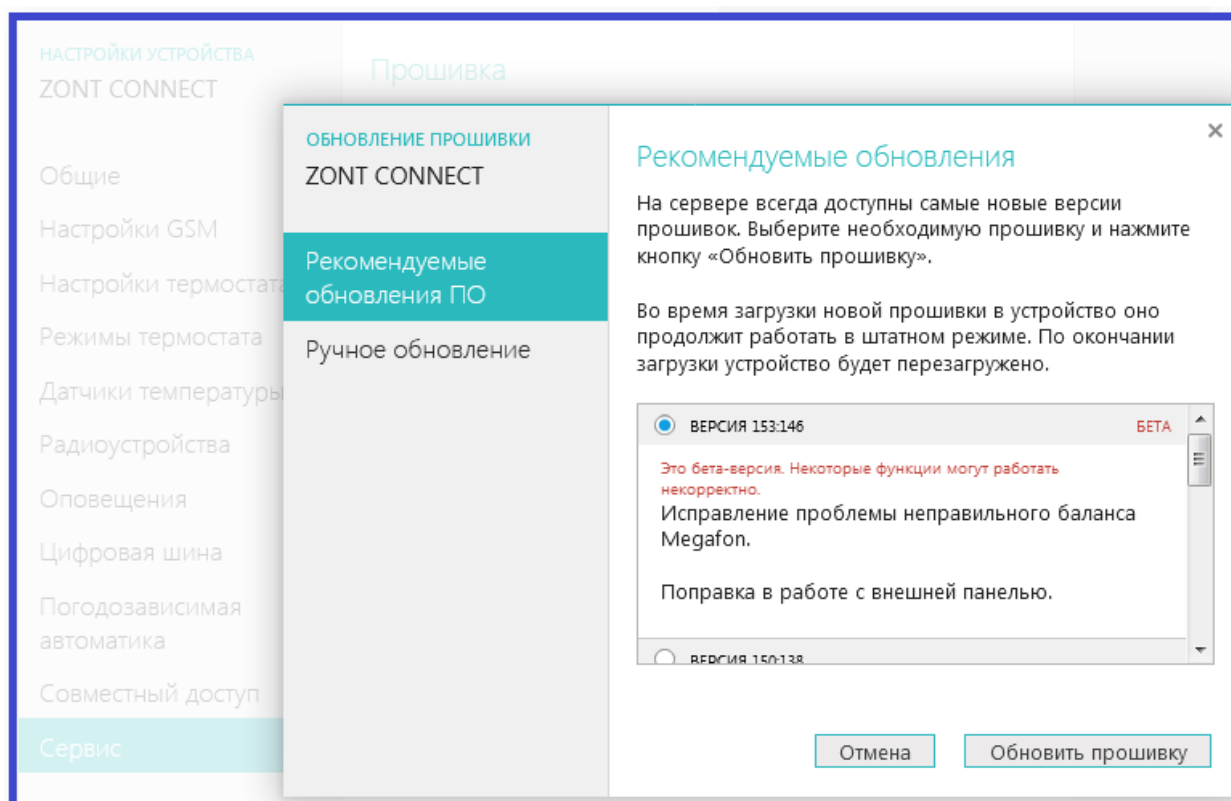 НАСТРОЙКИ УСТРОЙСТВА
ZONT CONNECT
Общие
Настройки GSM
Настройки термостата
Режимы термостата
Датчики температуры
Радиоустройства
Оповещения
Цифровая шина
Погодозависимая
автоматика
Совместный доступ
Сервис
Прошивка
ОБНОВЛЕНИЕ ПРОШИВКИ
ZONT CONNECT
Рекомендуемые
обновления ПО
Ручное обновление
Рекомендуемые обновления
На сервере всегда доступны самые новые версии
прошивок. Выберите необходимую прошивку и нажмите
кнопку «Обновить прошивку».
Во время загрузки новой прошивки в устройство оно
продолжит работать в штатном режиме. По окончании
загрузки устройство будет перезагружено.
ВЕРСИЯ 153:146 БЕТА
Это бета-версия. Некоторые функции могут работать
некорректно.
Исправление проблемы неправильного баланса
Megafon.
Поправка в работе с внешней панелью.
ВЕРСИЯ 150:138
Отмена
Обновить прошивку